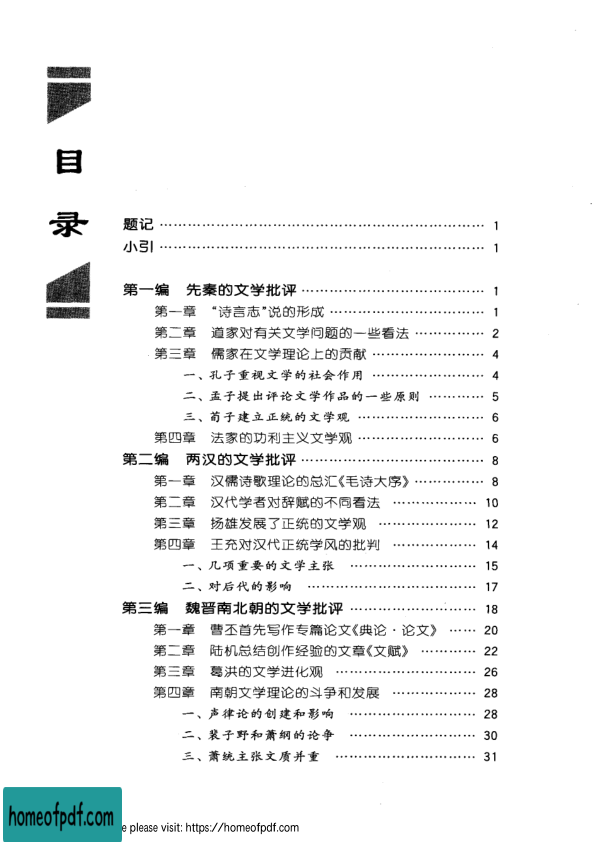 目录
题记 …………………………………………………… 1
小引 …………………………………………………… 1
第一编 先秦的文学批评 …………………………… 1
第一章 “诗言志”说的形成 ………………………… 1
第二章 道家对有关文学问题的一些看法 ………… 2
第三章 儒家在文学理论上的贡献 ………………… 4
一、孔子重视文学的社会作用 ………………… 4
二、孟子提出评论文学作品的一些原则 ………… 5
三、荀子建立正统的文学观 …………………… 6
第四章 法家的功利主义文学观 …………………… 6
第二编 两汉的文学批评 …………………………… 8
第一章 汉儒诗歌理论的总汇《毛诗大序》 ………… 8
第二章 汉代学者对辞赋的不同看法 ……………… 10
第三章 扬雄发展了正统的文学观 ………………… 12
第四章 王充对汉代正统学风的批判 ……………… 14
一、几项重要的文学主张 ……………………… 15
二、对后代的影响 ……………………………… 17
第三编 魏晋南北朝的文学批评 …………………… 18
第一章 曹丕首先写作专篇论文《典论·论文》 …… 20
第二章 陆机总结创作经验的文章《文赋》 ………… 22
第三章 葛洪的文学进化观 ………………………… 26
第四章 南朝文学理论的斗争和发展 ……………… 28
一、声律论的创建和影响 ……………………… 28
二、裴子野和萧纲的论争 ……………………… 30
三、萧统主张文质并重 ………………………… 31
homeofpdf.com
e please visit: https://homeofpdf.com